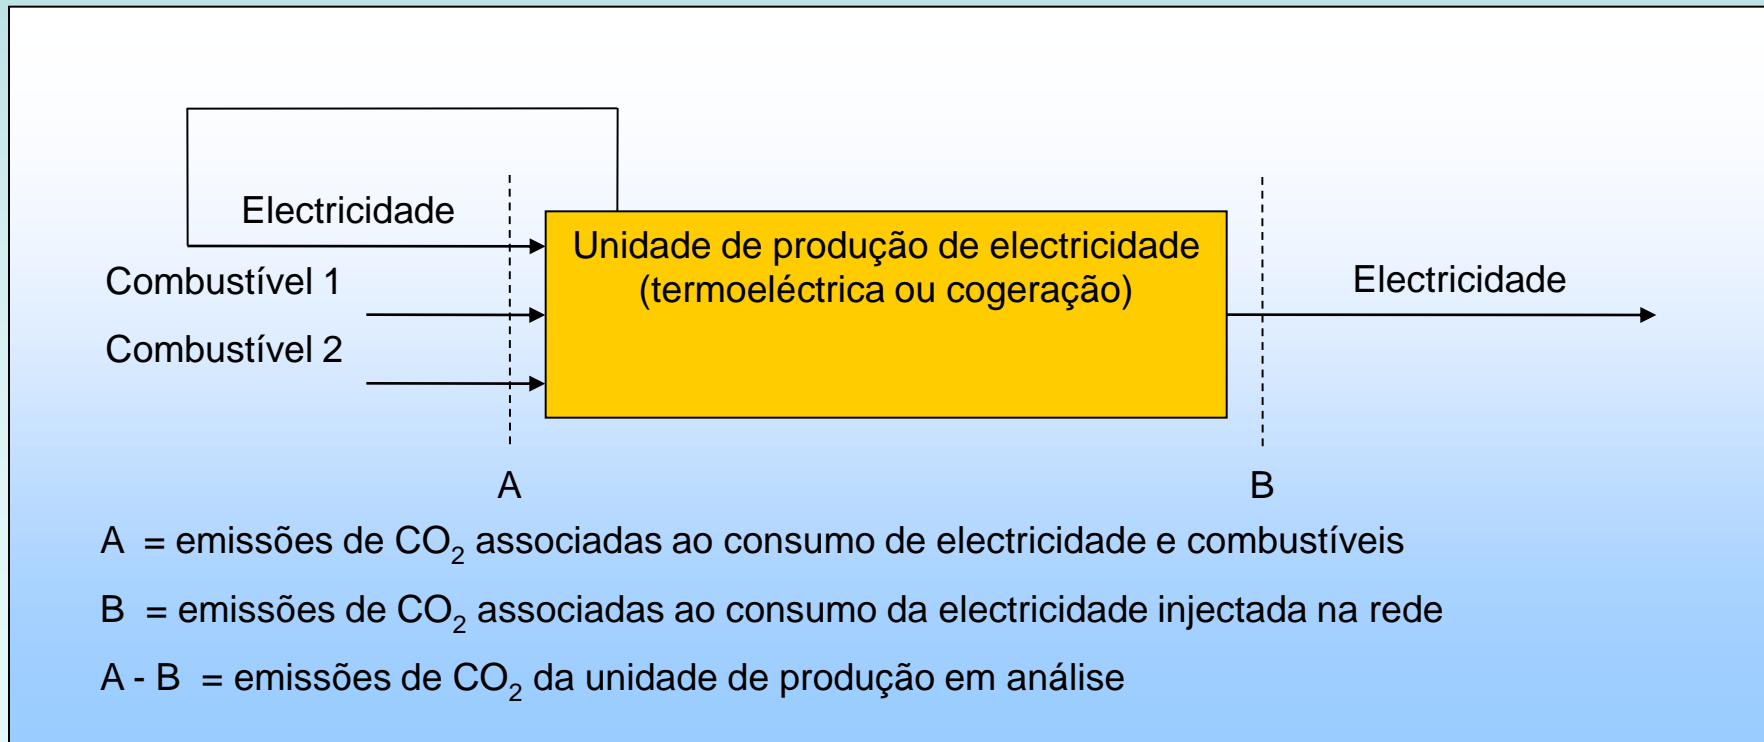 Electricidade
Combustível 1
Combustível 2
Unidade de produção de electricidade
(termoeléctrica ou cogeração)
Electricidade
A
B
A = emissões de CO₂ associadas ao consumo de electricidade e combustíveis
B = emissões de CO₂ associadas ao consumo da electricidade injectada na rede
A - B = emissões de CO₂ da unidade de produção em análise